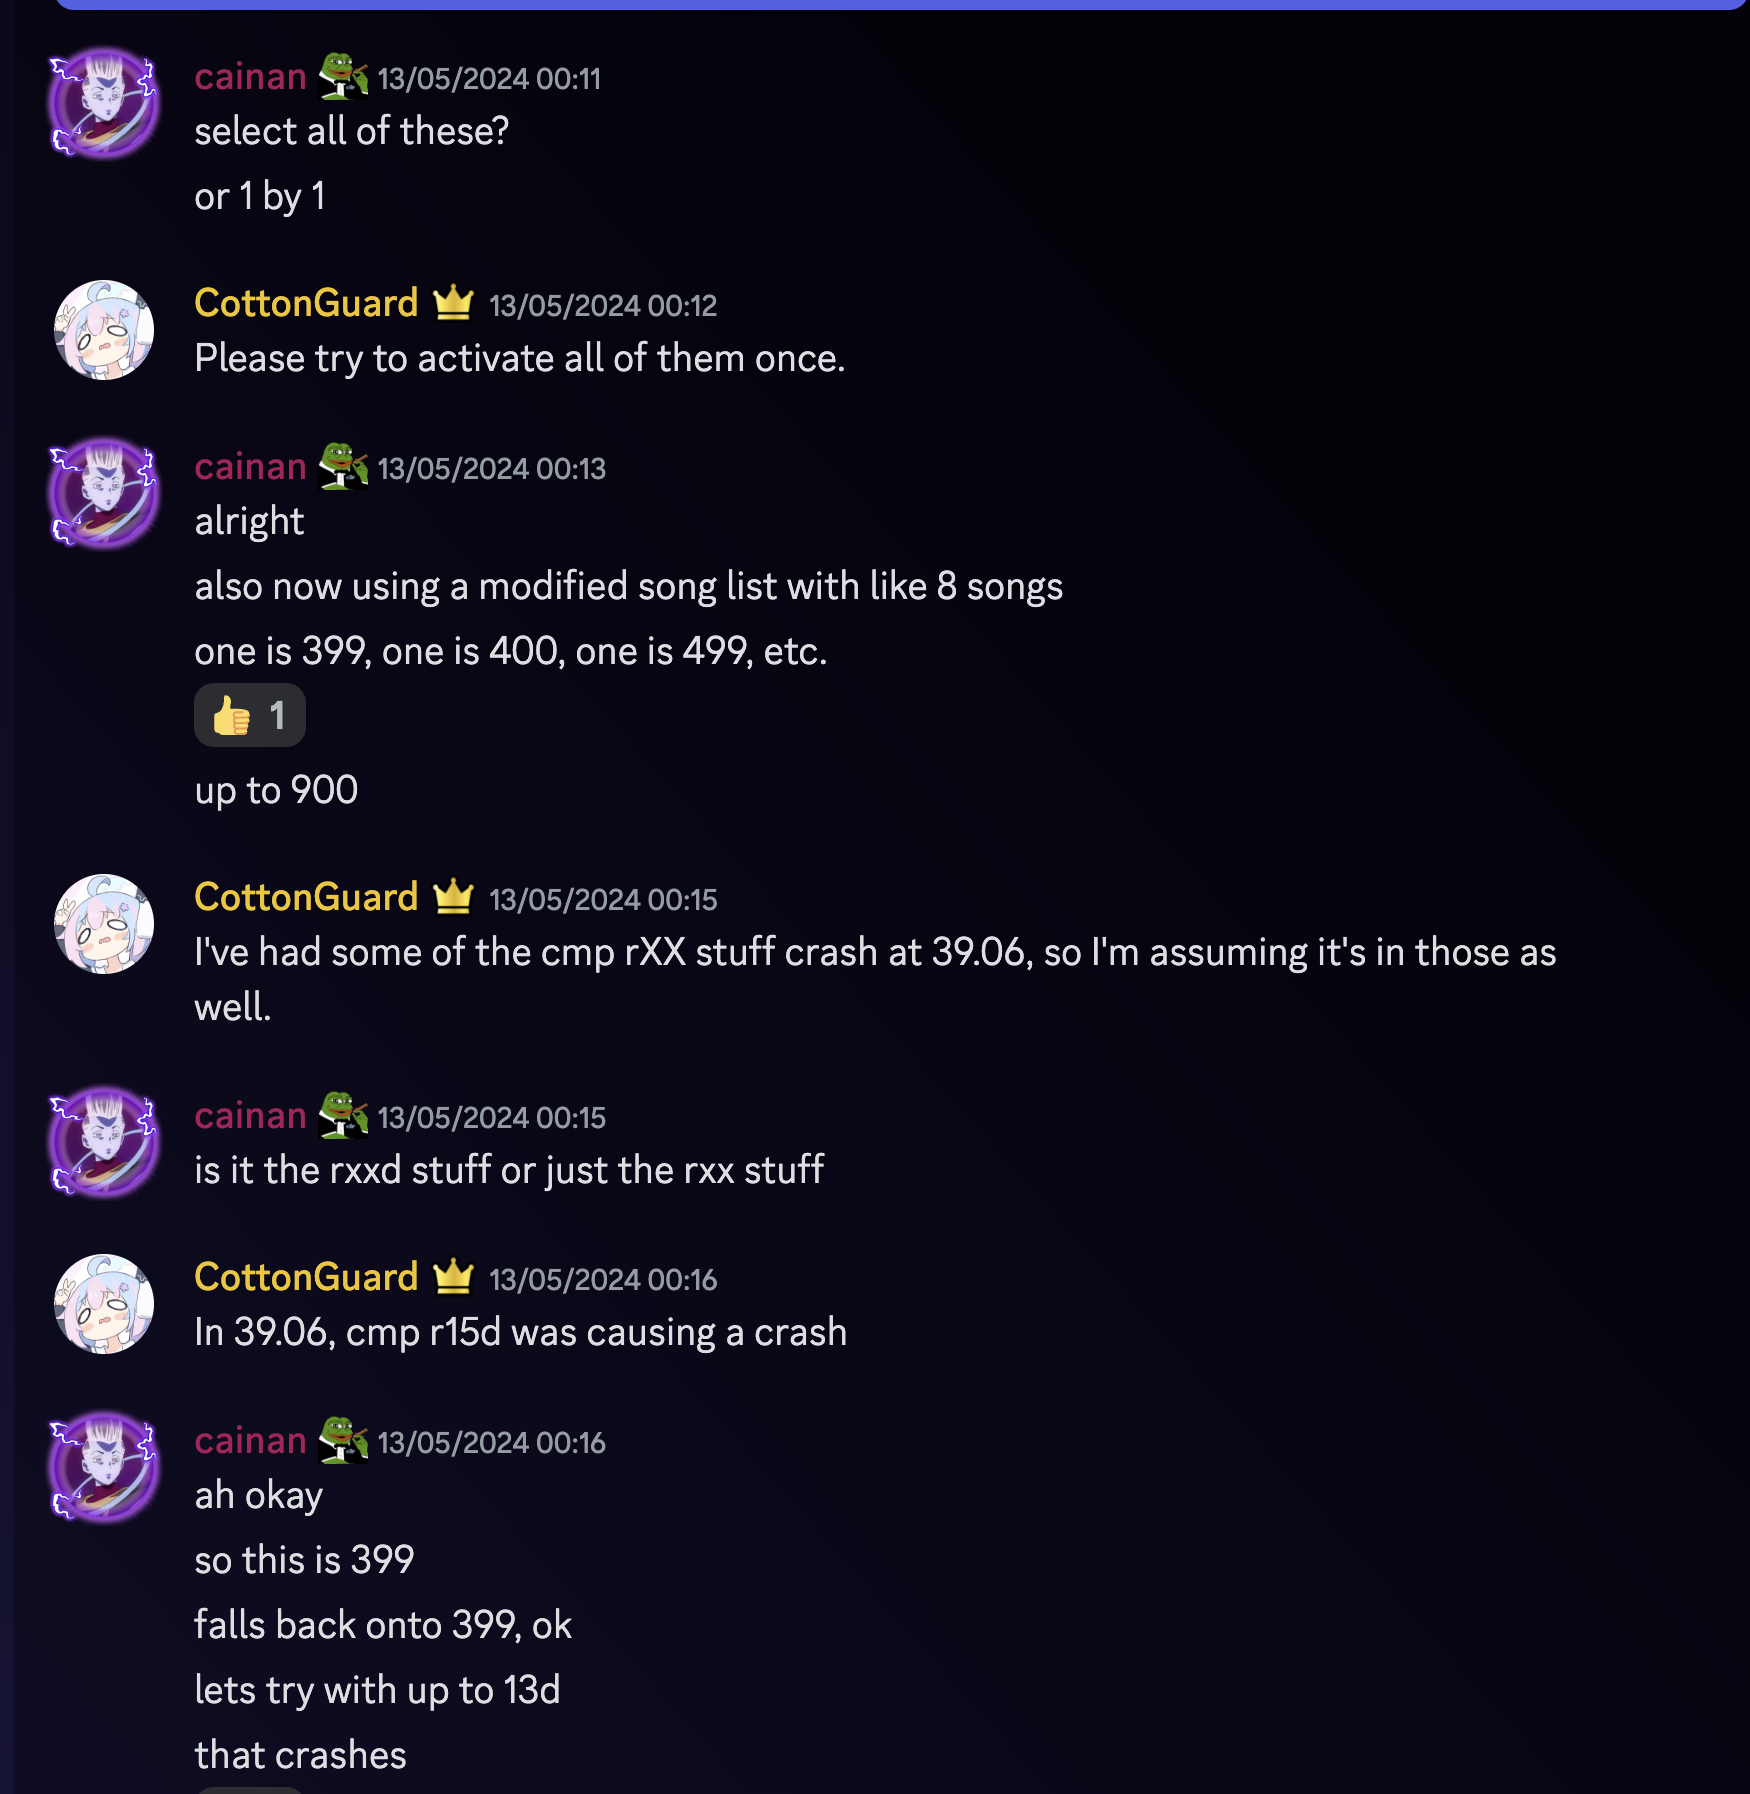 cainan 13/05/2024 00:11
select all of these?
or 1 by 1
CottonGuard 13/05/2024 00:12
Please try to activate all of them once.
cainan 13/05/2024 00:13
alright
also now using a modified song list with like 8 songs
one is 399, one is 400, one is 499, etc.
1
up to 900
CottonGuard 13/05/2024 00:15
I've had some of the cmp rXX stuff crash at 39.06, so I'm assuming it's in those as
well.
cainan 13/05/2024 00:15
is it the rxxd stuff or just the rxx stuff
CottonGuard 13/05/2024 00:16
In 39.06, cmp r15d was causing a crash
cainan 13/05/2024 00:16
ah okay
so this is 399
falls back onto 399, ok
lets try with up to 13d
that crashes